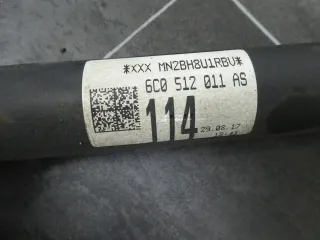 *XXX MN2BH8U1RBU*
6C0 512 011 AS
114
29.08.17